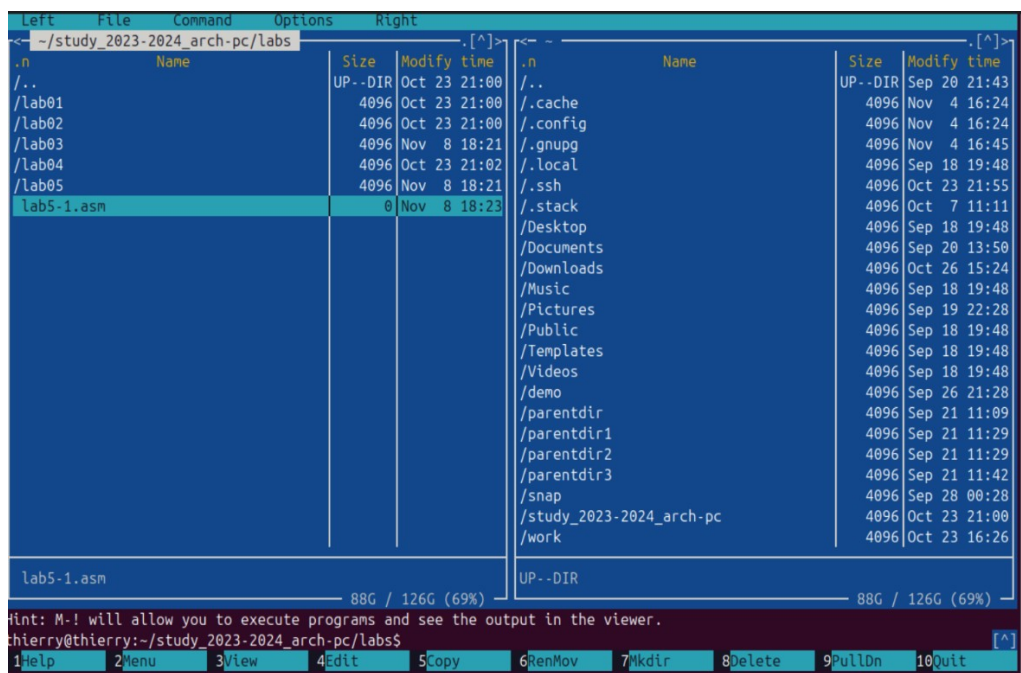 Left File Command Options Right
<- ~/study_2023-2024_arch-pc/labs .[^]>
.n Name Size Modify time
/.. UP--DIR Oct 23 21:00
/lab01 4096 Oct 23 21:00
/lab02 4096 Oct 23 21:00
/lab03 4096 Nov 8 18:21
/lab04 4096 Oct 23 21:02
/lab05 4096 Nov 8 18:21
lab5-1.asm 0 Nov 8 18:23
lab5-1.asm
88G / 126G (69%)
<- ~ .[^]>
.n Name Size Modify time
/.. UP--DIR Sep 20 21:43
/.cache 4096 Nov 4 16:24
/.config 4096 Nov 4 16:24
/.gnupg 4096 Nov 4 16:45
/.local 4096 Sep 18 19:48
/.ssh 4096 Oct 23 21:55
/.stack 4096 Oct 7 11:11
/Desktop 4096 Sep 18 19:48
/Documents 4096 Sep 20 13:50
/Downloads 4096 Oct 26 15:24
/Music 4096 Sep 18 19:48
/Pictures 4096 Sep 19 22:28
/Public 4096 Sep 18 19:48
/Templates 4096 Sep 18 19:48
/Videos 4096 Sep 18 19:48
/demo 4096 Sep 26 21:28
/parentdir 4096 Sep 21 11:09
/parentdir1 4096 Sep 21 11:29
/parentdir2 4096 Sep 21 11:29
/parentdir3 4096 Sep 21 11:42
/snap 4096 Sep 28 00:28
/study_2023-2024_arch-pc 4096 Oct 23 21:00
/work 4096 Oct 23 16:26
UP--DIR
88G / 126G (69%)
Hint: M-! will allow you to execute programs and see the output in the viewer.
thierry@thierry:~/study_2023-2024_arch-pc/labs$ [^]
1Help 2Menu 3View 4Edit 5Copy 6RenMov 7Mkdir 8Delete 9PullDn 10Quit